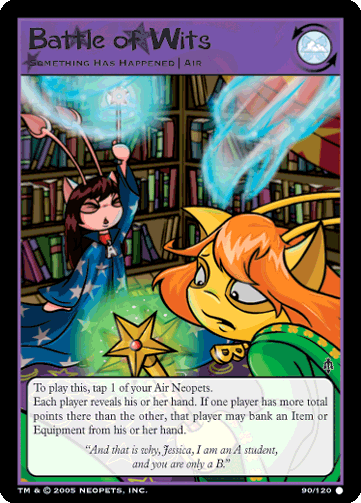 Battle of Wits
Something Has Happened | Air
To play this, tap 1 of your Air Neopets.
Each player reveals his or her hand. If one player has more total
points there than the other, that player may bank an Item or
Equipment from his or her hand.
“And that is why, Jessica, I am an A student,
and you are only a B.”
TM & © 2005 NEOPETS, INC.
90/120